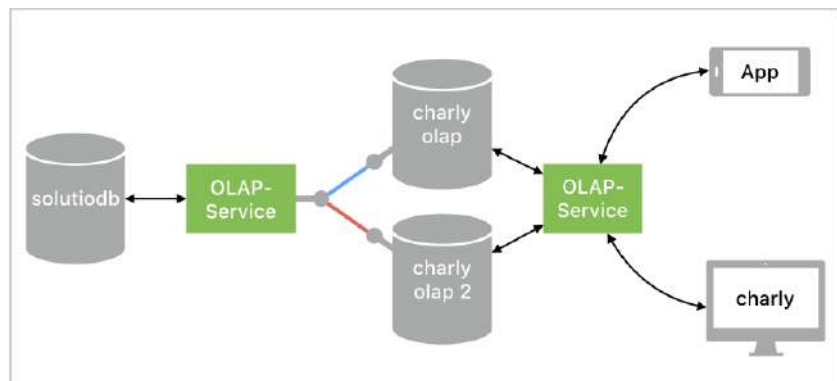 solutiodb
OLAP-
Service
charly
olap
charly
olap 2
OLAP-
Service
App
charly